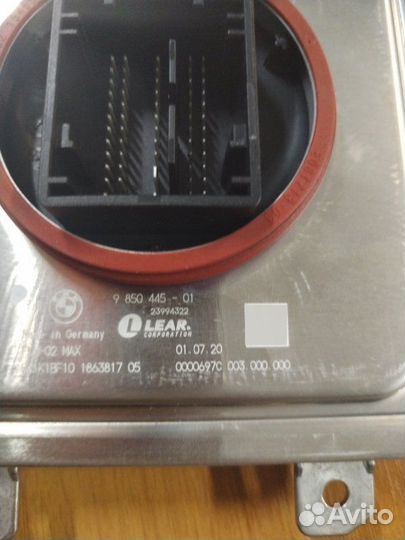 9 850 445 - 01
23994322
in Germany
LEAR.
CORPORATION
-02 MAX
01.07.20
K18F10 1863817 05
0000697C 003 000 000
Avito